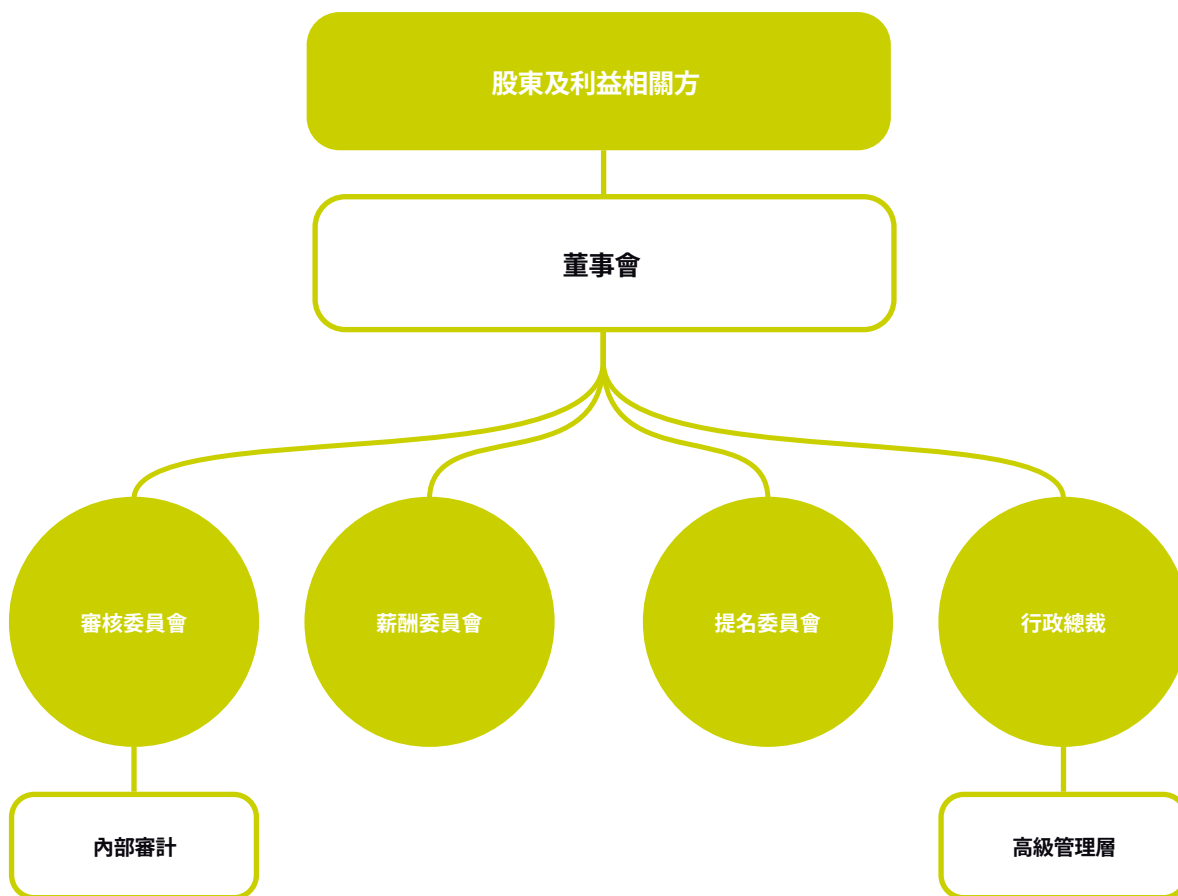 股東及利益相關方
董事會
審核委員會
薪酬委員會
提名委員會
行政總裁
內部審計
高級管理層